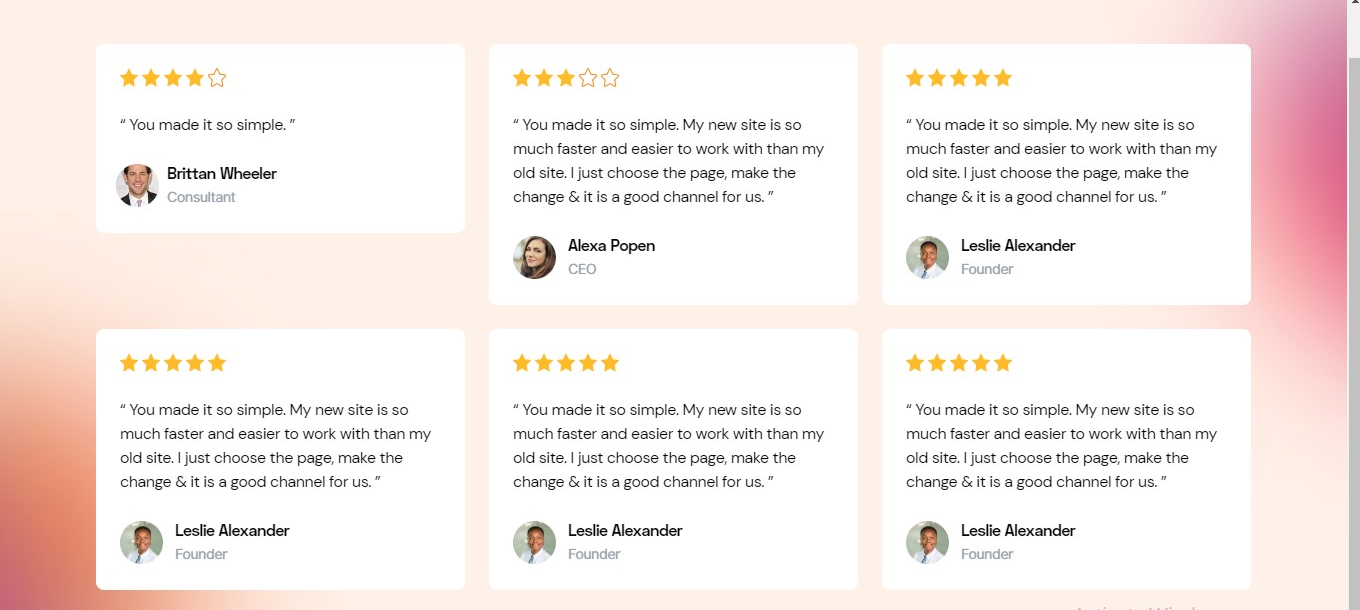 “ You made it so simple. ”
Brittan Wheeler
Consultant
“ You made it so simple. My new site is so
much faster and easier to work with than my
old site. I just choose the page, make the
change & it is a good channel for us. ”
Alexa Popen
CEO
“ You made it so simple. My new site is so
much faster and easier to work with than my
old site. I just choose the page, make the
change & it is a good channel for us. ”
Leslie Alexander
Founder
“ You made it so simple. My new site is so
much faster and easier to work with than my
old site. I just choose the page, make the
change & it is a good channel for us. ”
Leslie Alexander
Founder
“ You made it so simple. My new site is so
much faster and easier to work with than my
old site. I just choose the page, make the
change & it is a good channel for us. ”
Leslie Alexander
Founder
“ You made it so simple. My new site is so
much faster and easier to work with than my
old site. I just choose the page, make the
change & it is a good channel for us. ”
Leslie Alexander
Founder